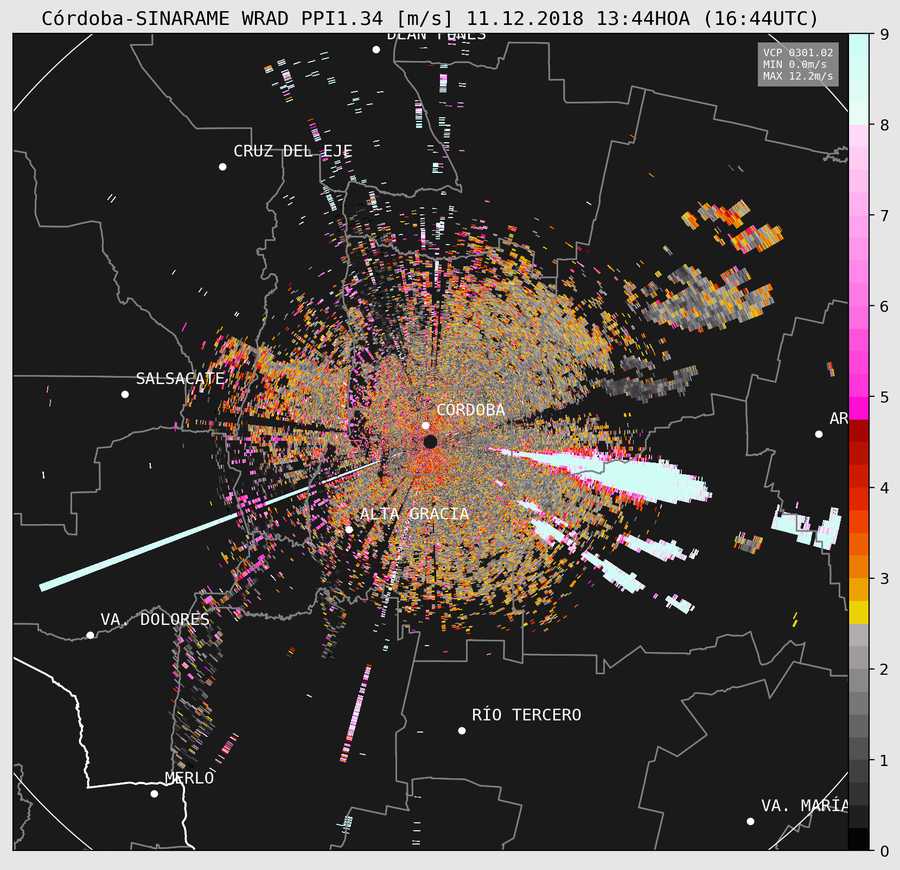 Córdoba-SINARAME WRAD PPI1.34 [m/s] 11.12.2018 13:44HOA (16:44UTC)
DEAN FUNES
VCP 0301.02
MIN 0.0m/s
MAX 12.2m/s
CRUZ DEL EJE
SALSACATE
CÓRDOBA
AR
ALTA GRACIA
VA. DOLORES
RÍO TERCERO
MERLO
VA. MARÍA
9
8
7
6
5
4
3
2
1
0